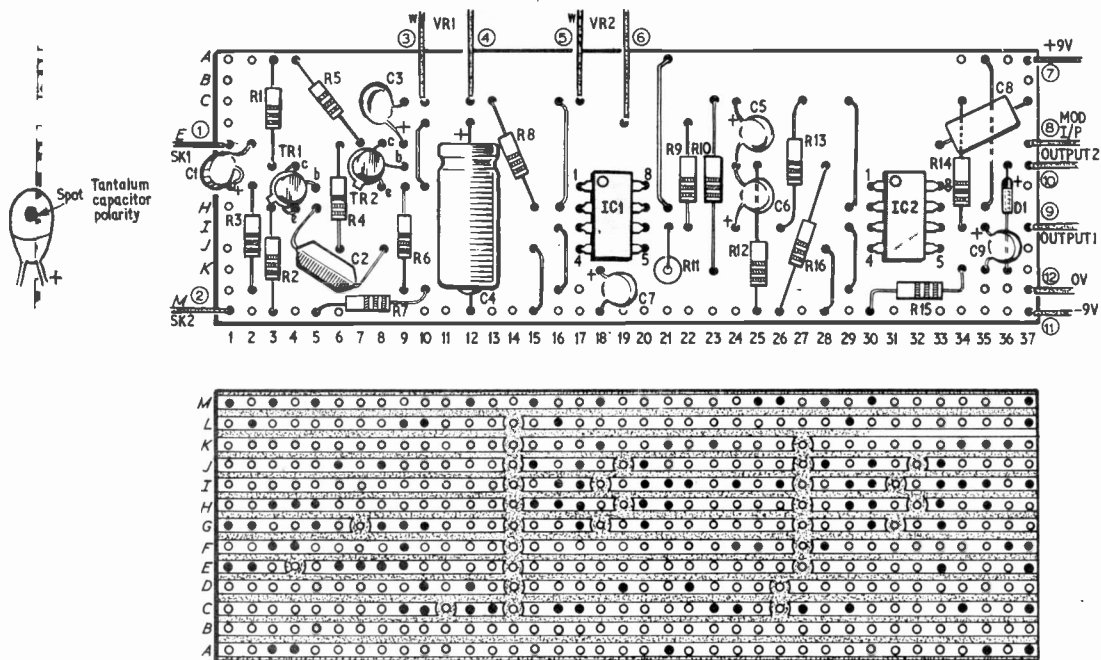 W VR1 W VR2
3 4 5 6 +9V
A 7
B R5 C3 C8
C R1 C5 MOD
+ + R8 + R13 8 I/P
E 1 c R9 R10 R14 OUTPUT2
SK1 TR1 c b 10
C1 b TR2 e 1 8 1 8 +
Spot Tantalum capacitor polarity
+ e R4 IC1 C6 IC2 D1 9
H R3 OUTPUT1
I C2 R6 + R12 R16 C9
J R2 4 5 R11 4 5 +
K + 12 0V
M 2 R7 C4 C7 R15 -9V
SK2 11
+
1 2 3 4 5 6 7 8 9 10 11 12 13 14 15 16 17 18 19 20 21 22 23 24 25 26 27 28 29 30 31 32 33 34 35 36 37
M
L
K
J
I
H
G
F
E
D
C
B
A